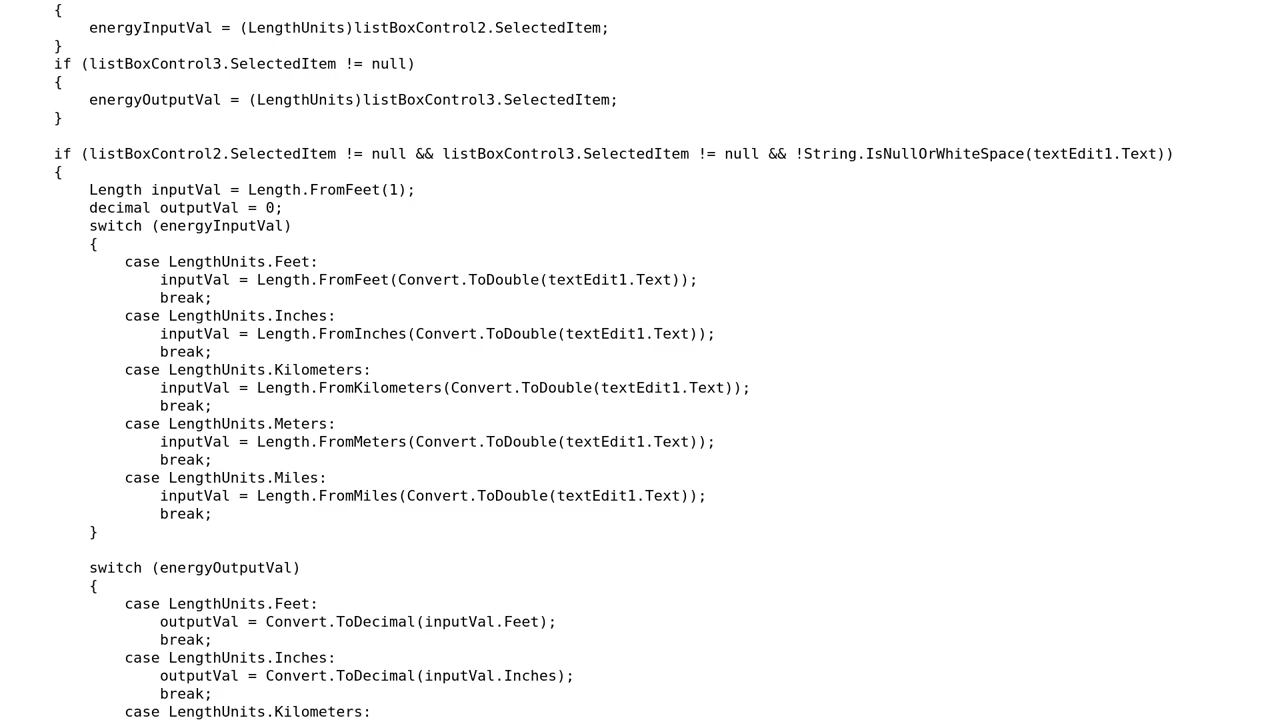 {
    energyInputVal = (LengthUnits)listBoxControl2.SelectedItem;
}
if (listBoxControl3.SelectedItem != null)
{
    energyOutputVal = (LengthUnits)listBoxControl3.SelectedItem;
}

if (listBoxControl2.SelectedItem != null && listBoxControl3.SelectedItem != null && !String.IsNullOrWhiteSpace(textEdit1.Text))
{
    Length inputVal = Length.FromFeet(1);
    decimal outputVal = 0;
    switch (energyInputVal)
    {
        case LengthUnits.Feet:
            inputVal = Length.FromFeet(Convert.ToDouble(textEdit1.Text));
            break;
        case LengthUnits.Inches:
            inputVal = Length.FromInches(Convert.ToDouble(textEdit1.Text));
            break;
        case LengthUnits.Kilometers:
            inputVal = Length.FromKilometers(Convert.ToDouble(textEdit1.Text));
            break;
        case LengthUnits.Meters:
            inputVal = Length.FromMeters(Convert.ToDouble(textEdit1.Text));
            break;
        case LengthUnits.Miles:
            inputVal = Length.FromMiles(Convert.ToDouble(textEdit1.Text));
            break;
    }

    switch (energyOutputVal)
    {
        case LengthUnits.Feet:
            outputVal = Convert.ToDecimal(inputVal.Feet);
            break;
        case LengthUnits.Inches:
            outputVal = Convert.ToDecimal(inputVal.Inches);
            break;
        case LengthUnits.Kilometers: